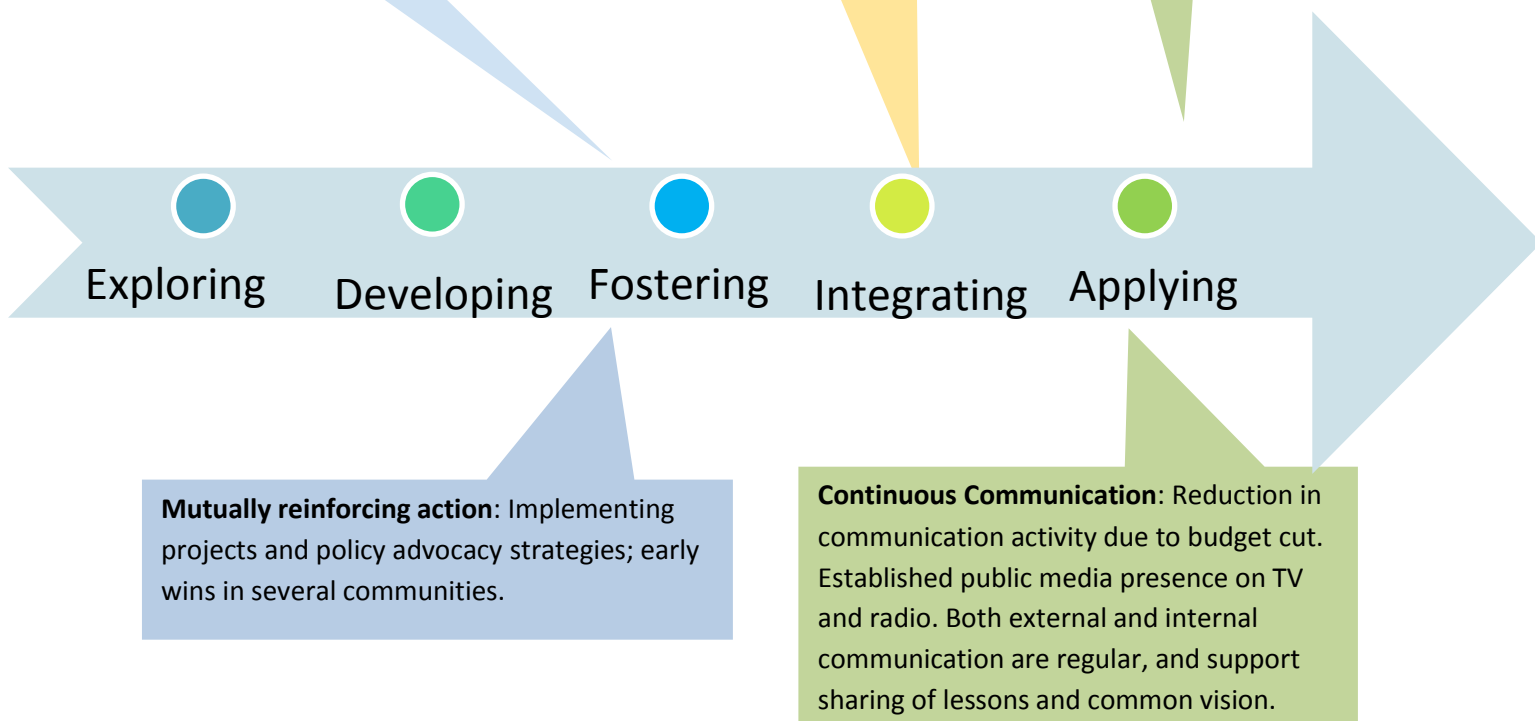 Exploring
Developing
Fostering
Integrating
Applying
Mutually reinforcing action: Implementing
projects and policy advocacy strategies; early
wins in several communities.
Continuous Communication: Reduction in
communication activity due to budget cut.
Established public media presence on TV
and radio. Both external and internal
communication are regular, and support
sharing of lessons and common vision.